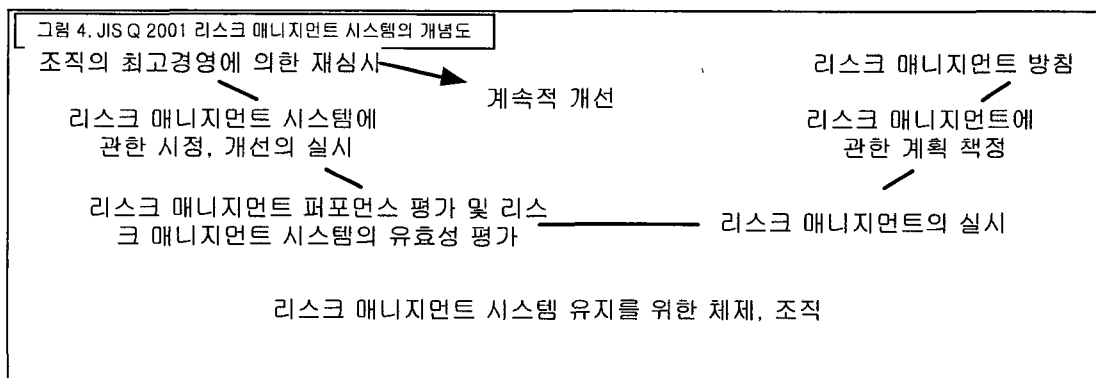 그림 4. JIS Q 2001 리스크 매니지먼트 시스템의 개념도
조직의 최고경영에 의한 재심사
리스크 매니지먼트 방침
계속적 개선
리스크 매니지먼트 시스템에
관한 시정, 개선의 실시
리스크 매니지먼트에
관한 계획 책정
리스크 매니지먼트 퍼포먼스 평가 및 리스
크 매니지먼트 시스템의 유효성 평가
리스크 매니지먼트의 실시
리스크 매니지먼트 시스템 유지를 위한 체제, 조직